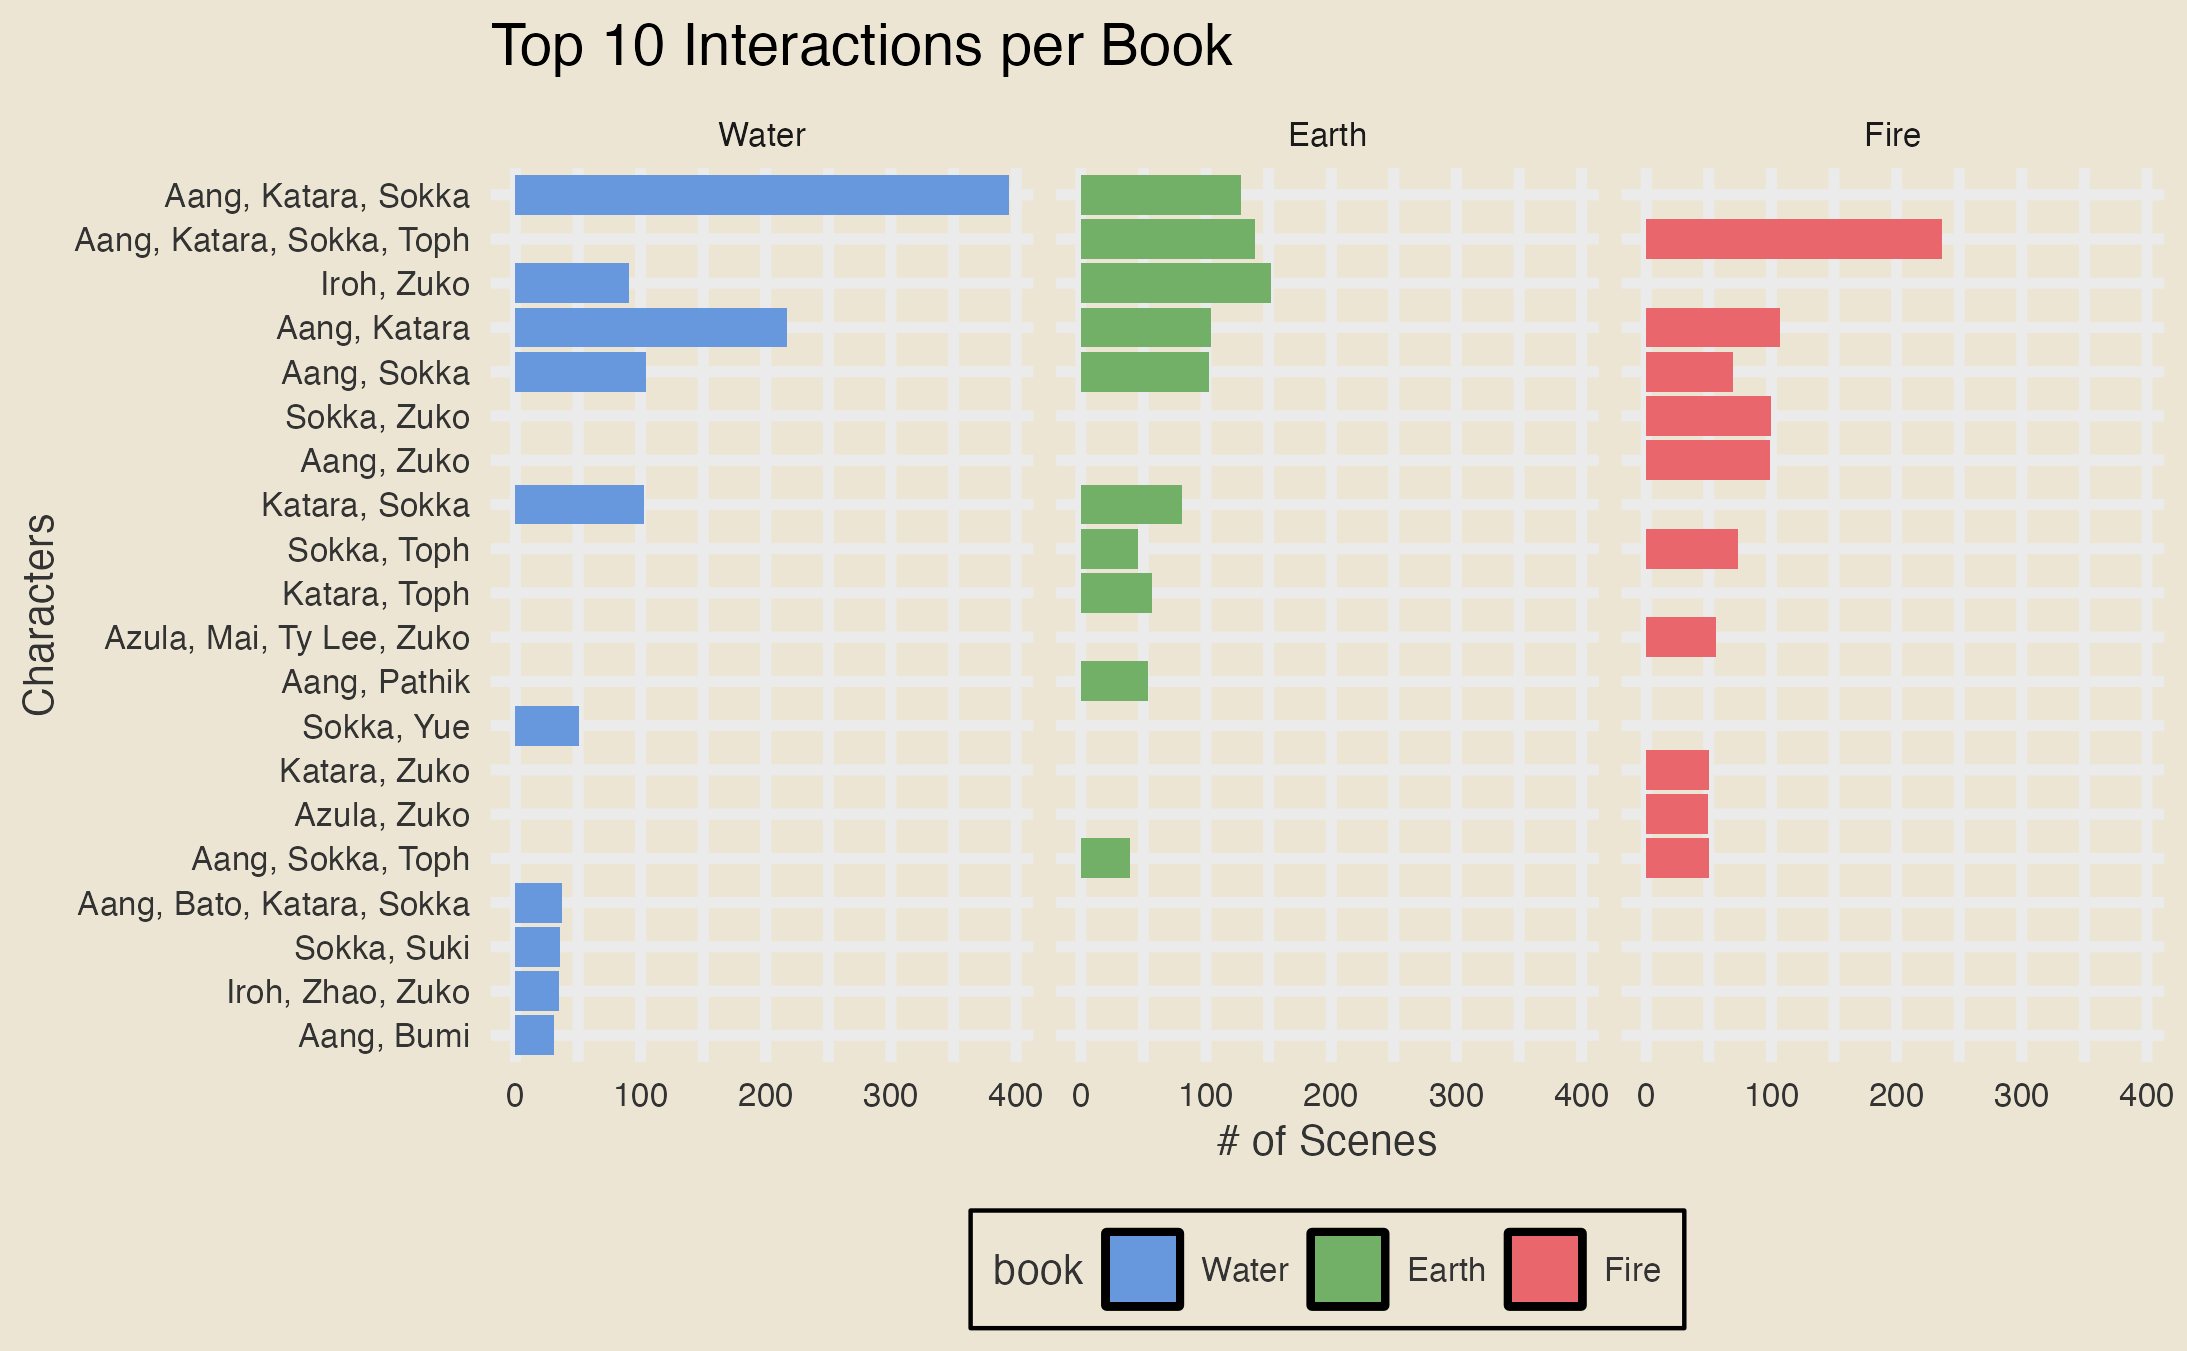 Top 10 Interactions per Book
Water
Earth
Fire
Aang, Katara, Sokka
Aang, Katara, Sokka, Toph
Iroh, Zuko
Aang, Katara
Aang, Sokka
Sokka, Zuko
Aang, Zuko
Katara, Sokka
Sokka, Toph
Katara, Toph
Azula, Mai, Ty Lee, Zuko
Aang, Pathik
Sokka, Yue
Katara, Zuko
Azula, Zuko
Aang, Sokka, Toph
Aang, Bato, Katara, Sokka
Sokka, Suki
Iroh, Zhao, Zuko
Aang, Bumi
Characters
0 100 200 300 400
0 100 200 300 400
0 100 200 300 400
# of Scenes
book Water Earth Fire